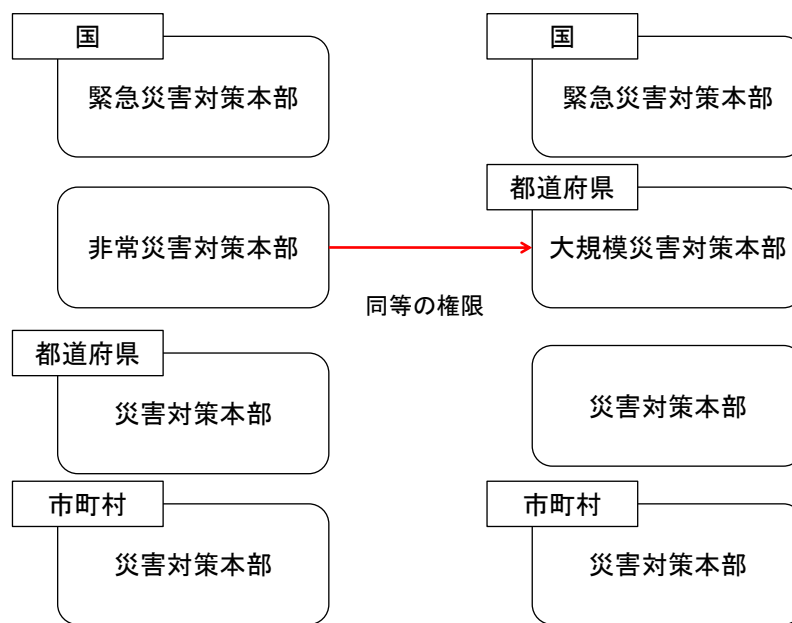 国
緊急災害対策本部
非常災害対策本部
都道府県
災害対策本部
市町村
災害対策本部
同等の権限
国
緊急災害対策本部
都道府県
大規模災害対策本部
災害対策本部
市町村
災害対策本部